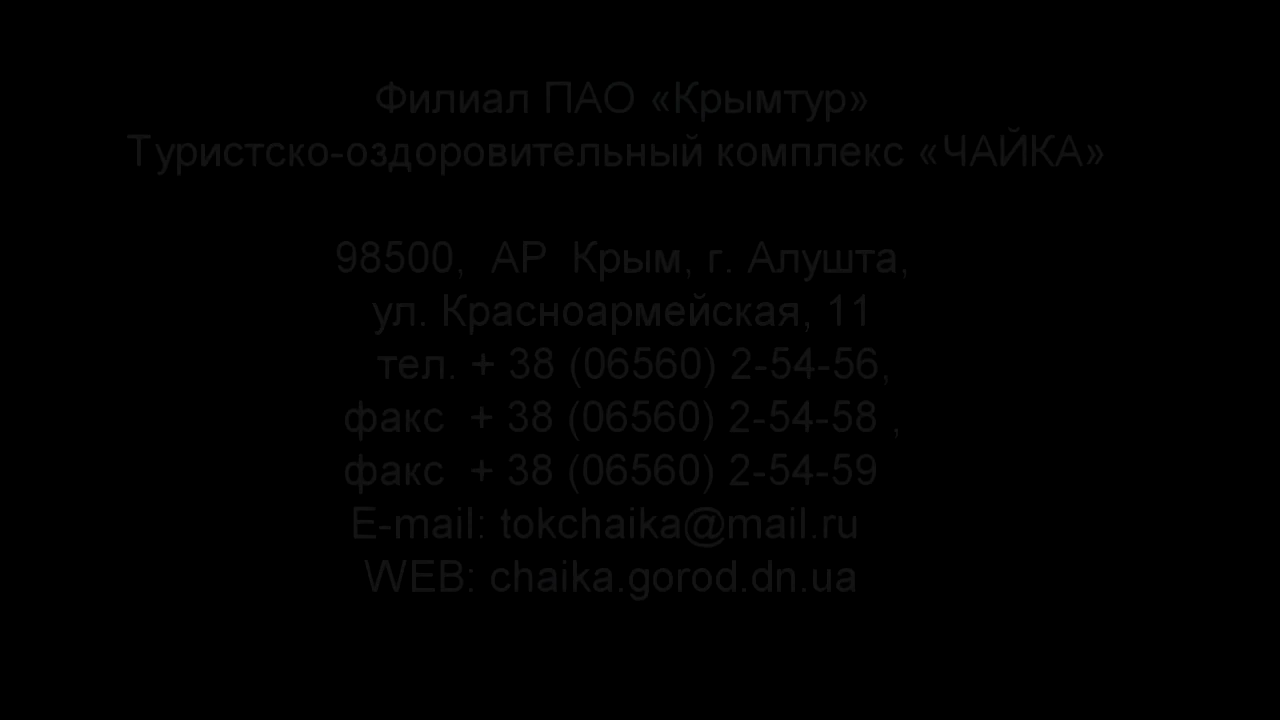 Филиал ПАО «Крымтур»
Туристско-оздоровительный комплекс «ЧАЙКА»
98500, АР Крым, г. Алушта,
ул. Красноармейская, 11
тел. + 38 (06560) 2-54-56,
факс + 38 (06560) 2-54-58 ,
факс + 38 (06560) 2-54-59
E-mail: tokchaika@mail.ru
WEB: chaika.gorod.dn.ua